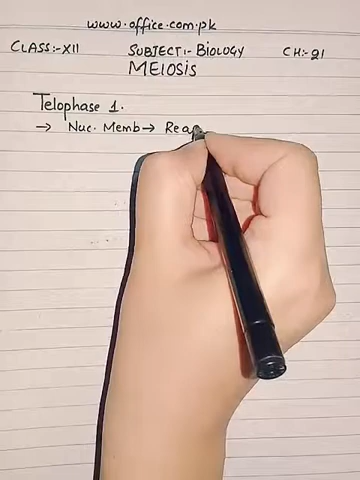 www.office.com.pk
CLASS:-XII SUBJECT:- BIOLOGY CH:-21
MEIOSIS
Telophase 1.
→ Nuc. Memb → Rea